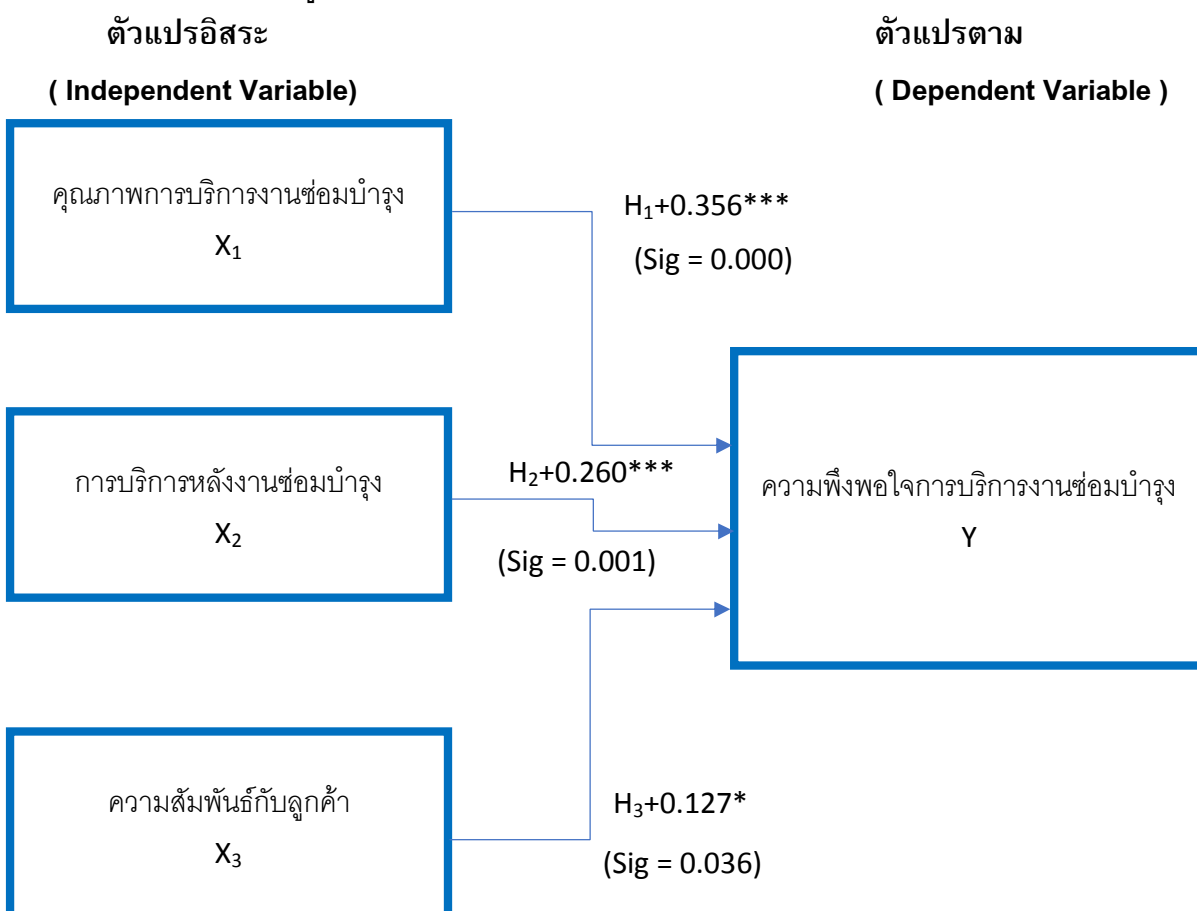 ตัวแปรอิสระ
ตัวแปรตาม
( Independent Variable)
( Dependent Variable )
คุณภาพการบริการงานซ่อมบำรุง
X₁
H₁+0.356***
(Sig = 0.000)
การบริการหลังงานซ่อมบำรุง
X₂
H₂+0.260***
(Sig = 0.001)
ความพึงพอใจการบริการงานซ่อมบำรุง
Y
ความสัมพันธ์กับลูกค้า
X₃
H₃+0.127*
(Sig = 0.036)